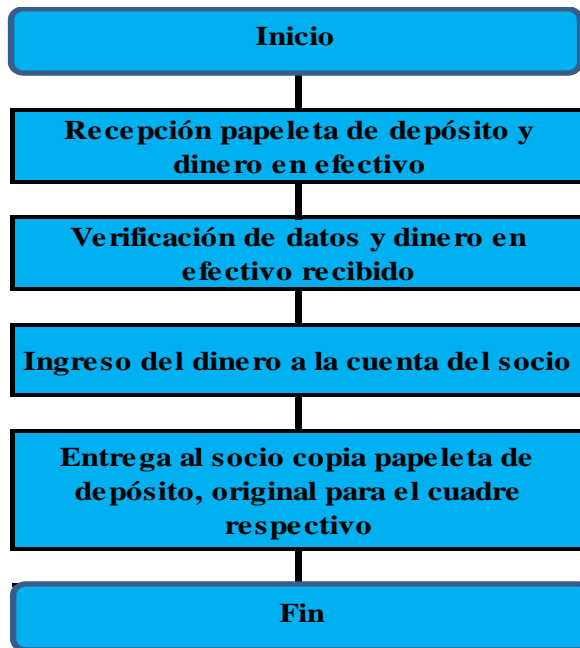 Inicio
Recepción papeleta de depósito y
dinero en efectivo
Verificación de datos y dinero en
efectivo recibido
Ingreso del dinero a la cuenta del socio
Entrega al socio copia papeleta de
depósito, original para el cuadre
respectivo
Fin